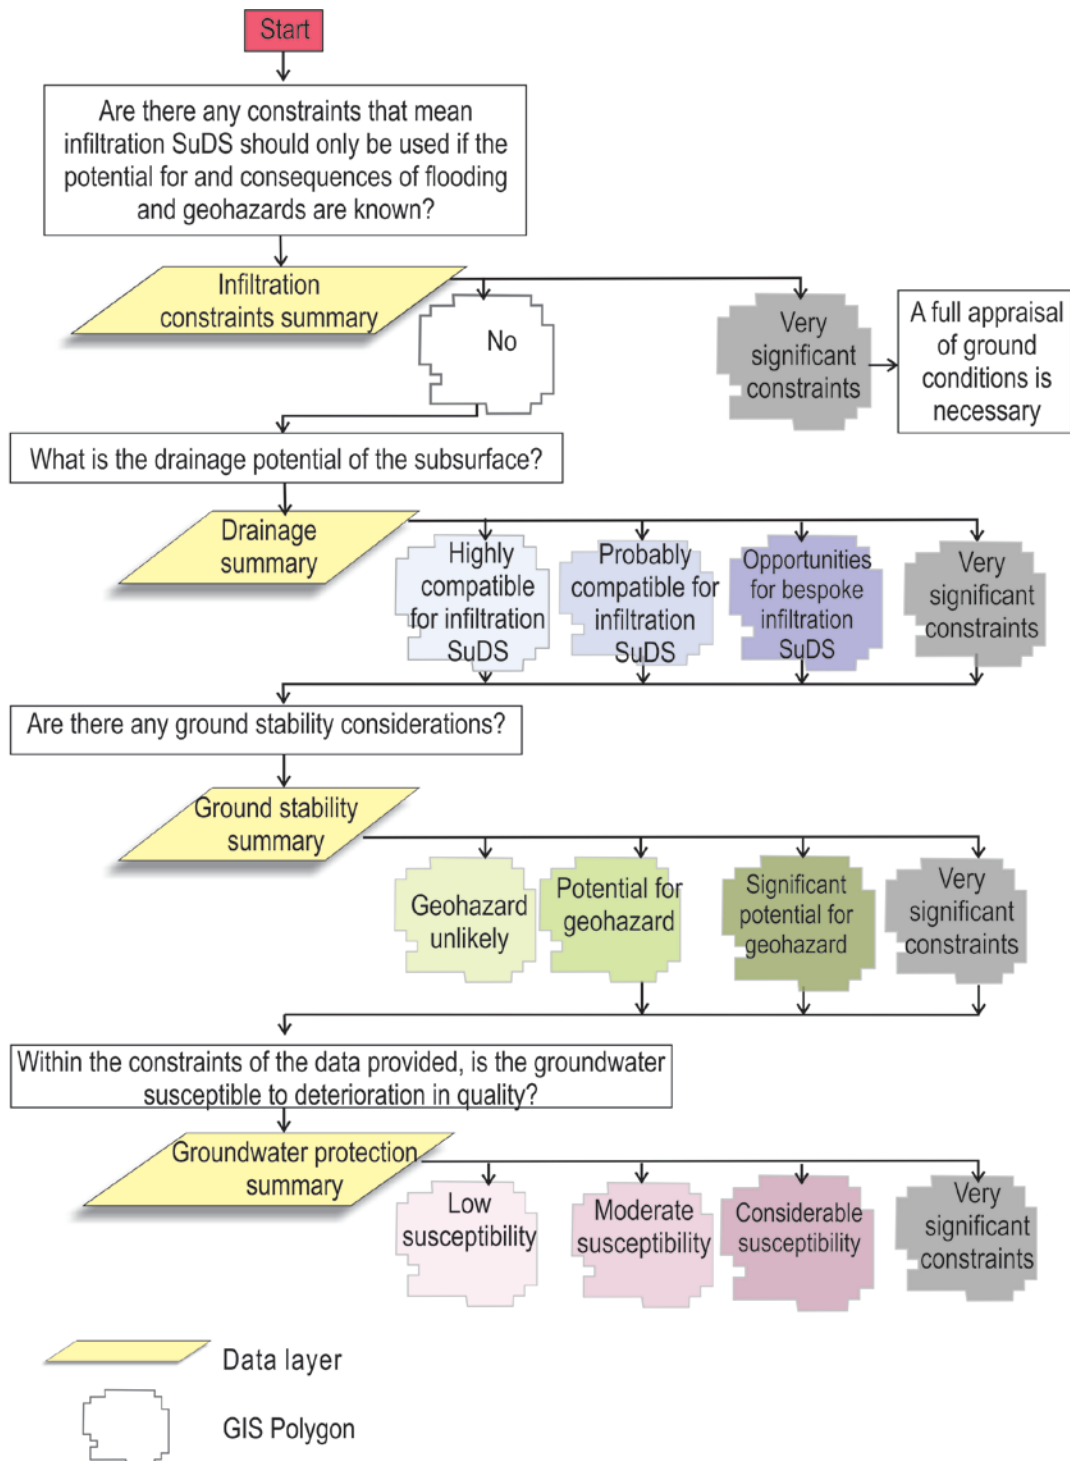 Start
Are there any constraints that mean
infiltration SuDS should only be used if the
potential for and consequences of flooding
and geohazards are known?
Infiltration
constraints summary
No
Very
significant
constraints
A full appraisal
of ground
conditions is
necessary
What is the drainage potential of the subsurface?
Drainage
summary
Highly
compatible
for infiltration
SuDS
Probably
compatible for
infiltration
SuDS
Opportunities
for bespoke
infiltration
SuDS
Very
significant
constraints
Are there any ground stability considerations?
Ground stability
summary
Geohazard
unlikely
Potential for
geohazard
Significant
potential for
geohazard
Very
significant
constraints
Within the constraints of the data provided, is the groundwater
susceptible to deterioration in quality?
Groundwater protection
summary
Low
susceptibility
Moderate
susceptibility
Considerable
susceptibility
Very
significant
constraints
Data layer
GIS Polygon